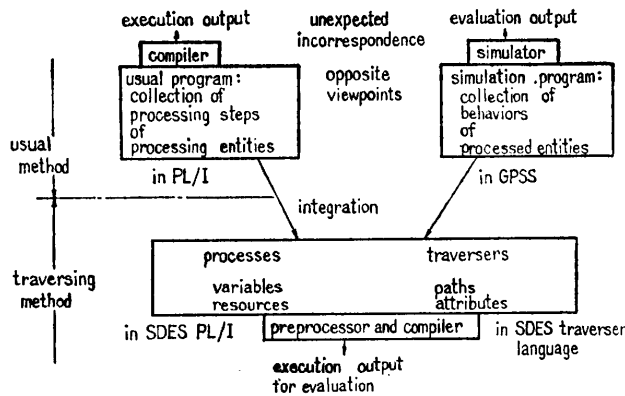 execution output
unexpected
incorrespondence
evaluation output
compiler
simulator
usual program:
collection of
processing steps
of
processing entities
opposite
viewpoints
simulation .program:
collection of
behaviors
of
processed entities
usual
method
in PL/I
in GPSS
integration
traversing
method
processes
traversers
variables
resources
paths
attributes
in SDES PL/I
preprocessor and compiler
in SDES traverser
language
execution output
for evaluation